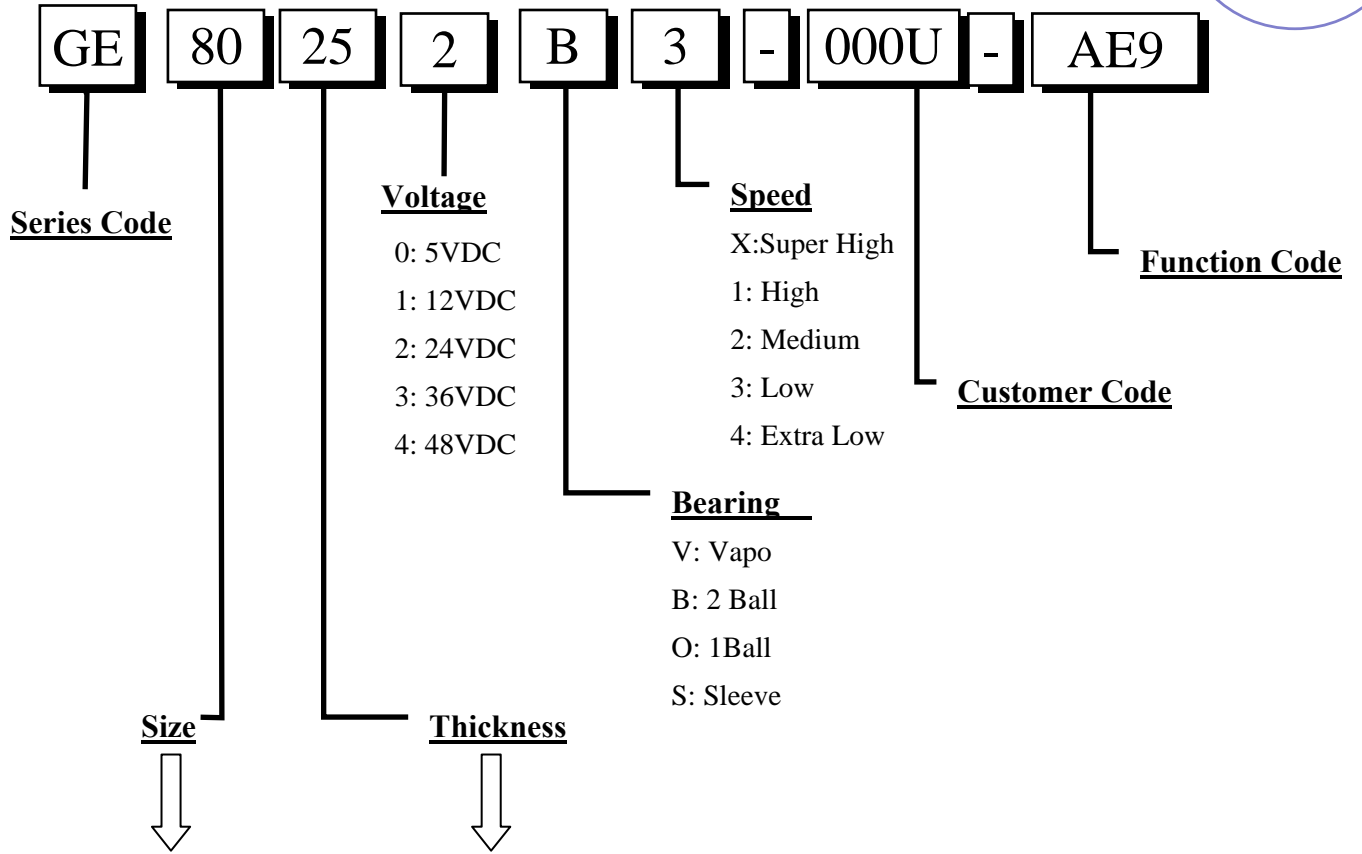 GE 80 25 2 B 3 - 000U - AE9
Series Code
Voltage
0: 5VDC
1: 12VDC
2: 24VDC
3: 36VDC
4: 48VDC
Speed
X:Super High
1: High
2: Medium
3: Low
4: Extra Low
Function Code
Customer Code
Bearing
V: Vapo
B: 2 Ball
O: 1Ball
S: Sleeve
Size
Thickness